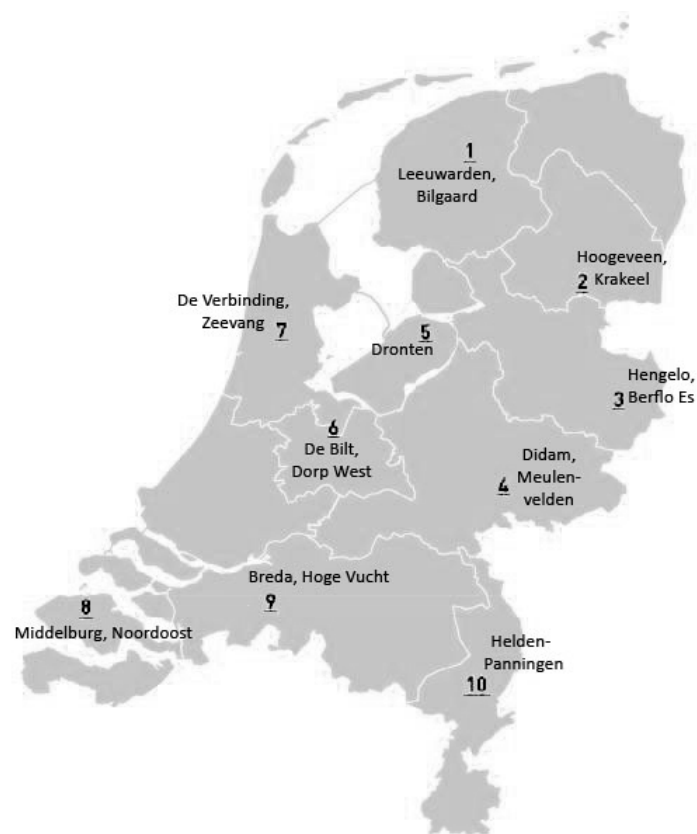 1
Leeuwarden,
Bilgaard
Hoogeveen,
2 Krakeel
De Verbinding,
Zeevang 7
5
Dronten
Hengelo,
3 Berflo Es
6
De Bilt,
Dorp West
Didam,
4 Meulen-
velden
Breda, Hoge Vucht
9
8
Middelburg, Noordoost
Helden-
Panningen
10